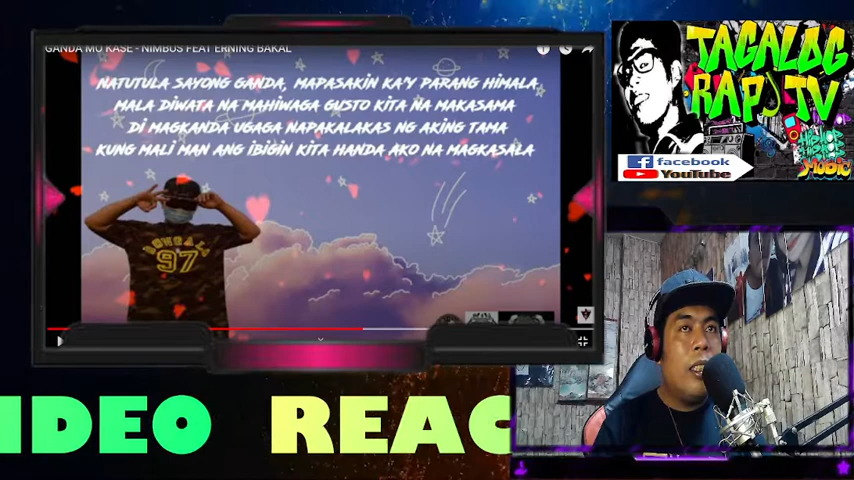 GANDA MO KASE - NIMBUS FEAT ERNING BAKAL
NATUTULA SAYONG GANDA, MAPASAKIN KA'Y PARANG HIMALA,
MALA DIWATA NA MAHIWAGA GUSTO KITA NA MAKASAMA
DI MAGKANDA UGAGA NAPAKALAKAS NG AKING TAMA
KUNG MALI MAN ANG IBIGIN KITA HANDA AKO NA MAGKASALA
97
TAGALOG
RAP TV
HIPHOP
MUSIC
facebook
YouTube
IDEO REAC